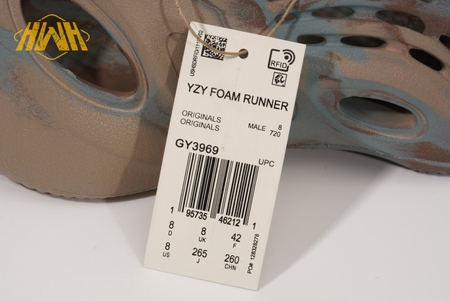 HWH
RFID
YZY FOAM RUNNER
ORIGINALS
ORIGINALS
MALE 8
720
GY3969
UPC
1 95735 46212 1
8 8 42
D UK F
8 265 260
US J CHN